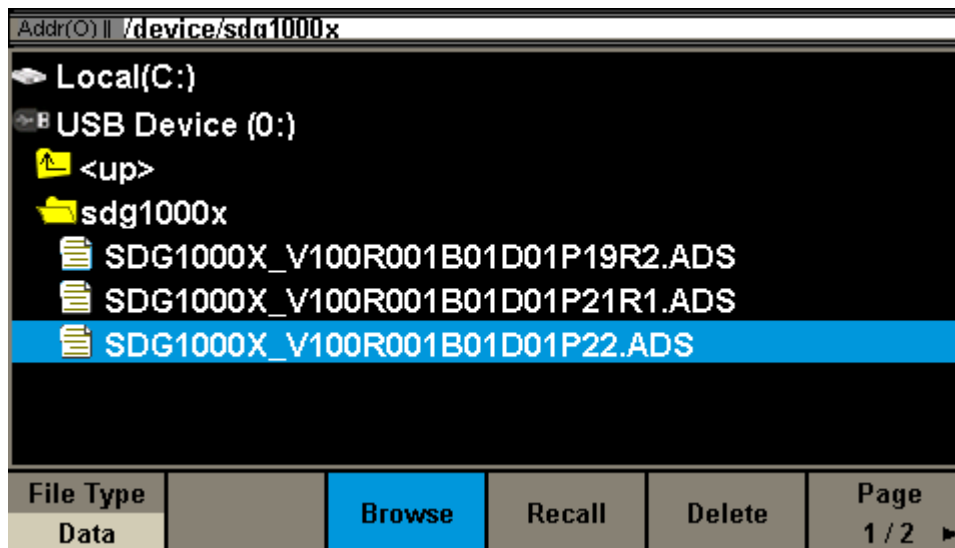 Addr(O) /device/sdg1000x
Local(C:)
USB Device (0:)
<up>
sdg1000x
SDG1000X_V100R001B01D01P19R2.ADS
SDG1000X_V100R001B01D01P21R1.ADS
SDG1000X_V100R001B01D01P22.ADS
File Type
Data
Browse
Recall
Delete
Page
1 / 2